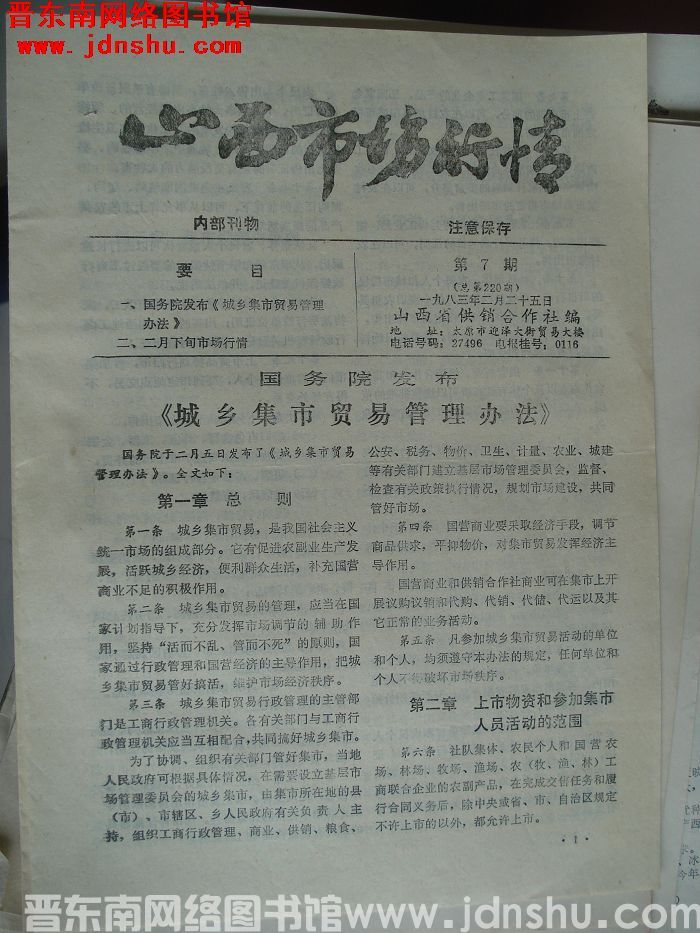 晋东南网络图书馆
www.jdnshu.com
山西市场行情
内部刊物
注意保存
要 目
一、国务院发布《城乡集市贸易管理
办法》
二、二月下旬市场行情
第 7 期
(总第220期)
一九八三年二月二十五日
山西省供销合作社编
地 址：太原市迎泽大街贸易大楼
电话号码：27496 电报挂号：0116
国务院发布
《城乡集市贸易管理办法》
国务院于二月五日发布了《城乡集市贸易
管理办法》。全文如下：
第一章 总 则
第一条 城乡集市贸易，是我国社会主义
统一市场的组成部分。它有促进农副业生产发
展，活跃城乡经济，便利群众生活，补充国营
商业不足的积极作用。
第二条 城乡集市贸易的管理，应当在国
家计划指导下，充分发挥市场调节的辅助作
用，坚持“活而不乱、管而不死”的原则，国
家通过行政管理和国营经济的主导作用，把城
乡集市贸易管好搞活，维护市场经济秩序。
第三条 城乡集市贸易行政管理的主管部
门是工商行政管理机关。各有关部门与工商行
政管理机关应当互相配合，共同搞好城乡集市。
为了协调、组织有关部门管好集市，当地
人民政府可根据具体情况，在需要设立基层市
场管理委员会的城乡集市，由集市所在地的县
（市）、市辖区、乡人民政府有关负责人主
持，组织工商行政管理、商业、供销、粮食、
公安、税务、物价、卫生、计量、农业、城建
等有关部门建立基层市场管理委员会，监督、
检查有关政策执行情况，规划市场建设，共同
管好市场。
第四条 国营商业要采取经济手段，调节
商品供求，平抑物价，对集市贸易发挥经济主
导作用。
国营商业和供销合作社商业可在集市上开
展议购议销和代购、代销、代储、代运以及其
它正常的业务活动。
第五条 凡参加城乡集市贸易活动的单位
和个人，均须遵守本办法的规定，任何单位和
个人不得破坏市场秩序。
第二章 上市物资和参加集市
人员活动的范围
第六条 社队集体、农民个人和国营农
场、林场、牧场、渔场、农（牧、渔、林）工
商联合企业的农副产品，在完成交售任务和履
行合同义务后，除中央或省、市、自治区规定
不许上市的以外，都允许上市。
·1·
晋东南网络图书馆 www.jdnshu.com